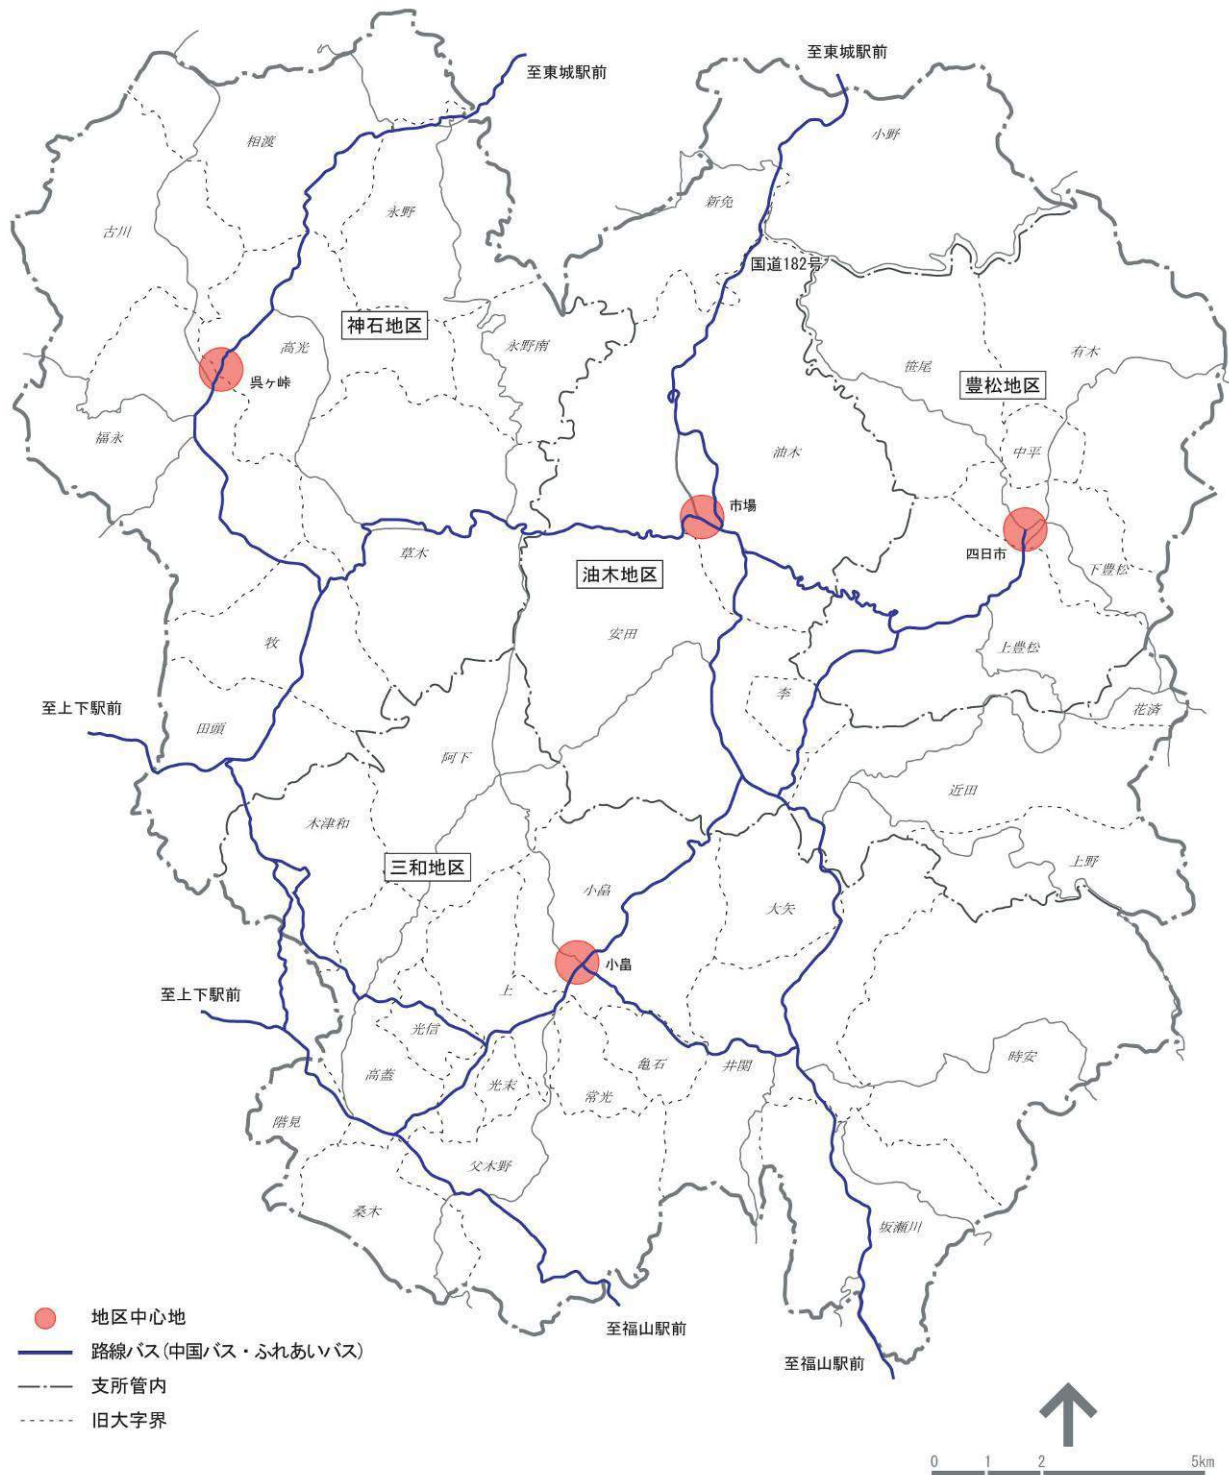 至東城駅前
至東城駅前
小野
相渡
新免
永野
古川
国道182号
神石地区
永野南
高光
有木
笹尾
豊松地区
呉ヶ峠
福永
中平
油木
市場
草木
四日市
下豊松
油木地区
安田
牧
上豊松
李
至上下駅前
花済
田頭
阿下
近田
木津和
三和地区
上野
小畠
大矢
小畠
至上下駅前
上
光信
時安
高蓋
亀石
井関
光末
常光
階見
父木野
桑木
坂瀬川
地区中心地
至福山駅前
路線バス(中国バス・ふれあいバス)
至福山駅前
支所管内
旧大字界
0 1 2 5km